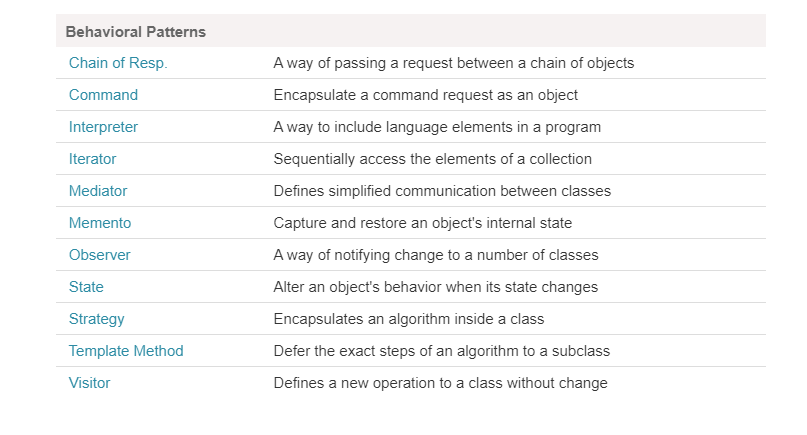 Behavioral Patterns
Chain of Resp. A way of passing a request between a chain of objects
Command Encapsulate a command request as an object
Interpreter A way to include language elements in a program
Iterator Sequentially access the elements of a collection
Mediator Defines simplified communication between classes
Memento Capture and restore an object's internal state
Observer A way of notifying change to a number of classes
State Alter an object's behavior when its state changes
Strategy Encapsulates an algorithm inside a class
Template Method Defer the exact steps of an algorithm to a subclass
Visitor Defines a new operation to a class without change